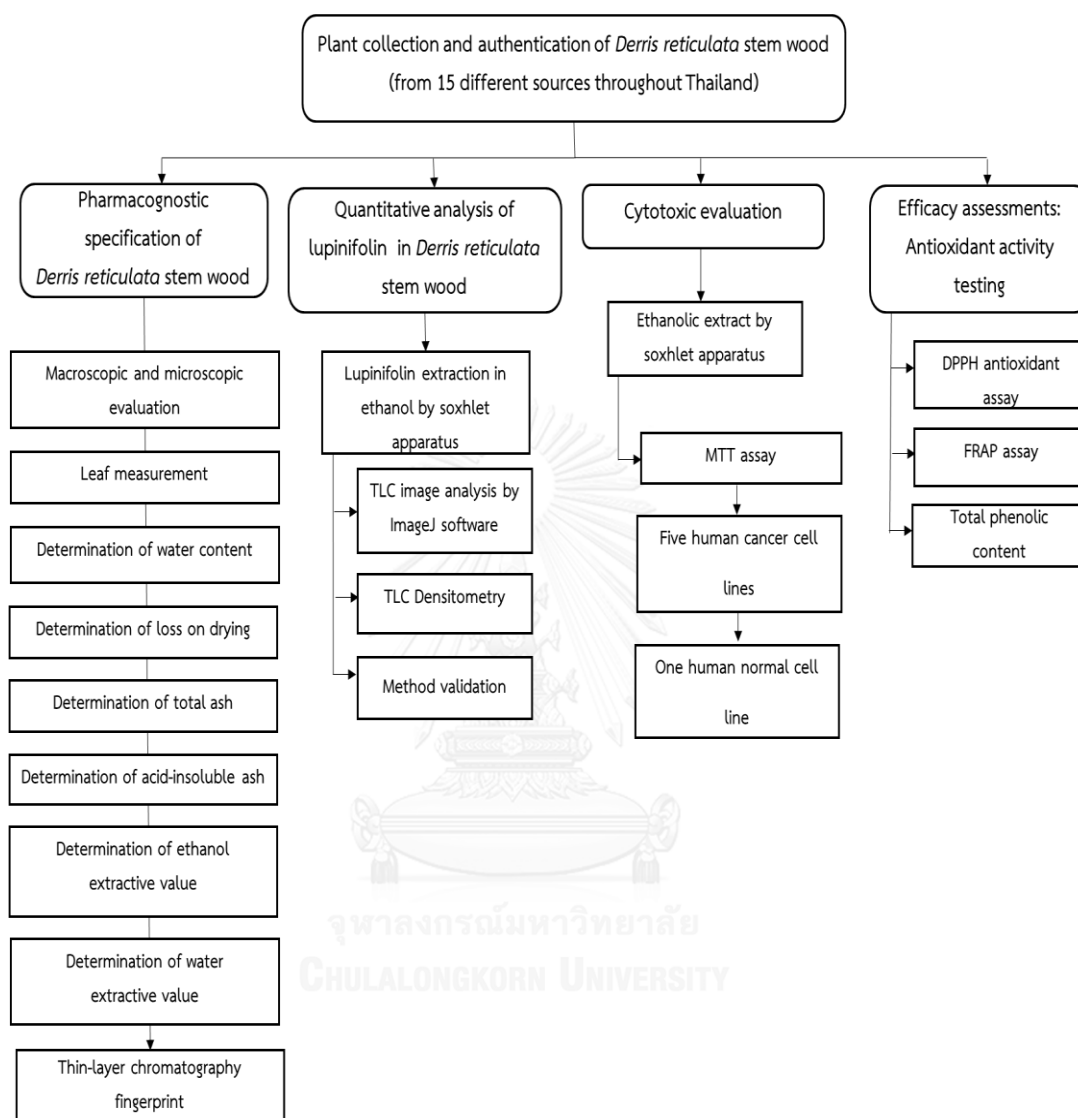 Plant collection and authentication of Derris reticulata stem wood
(from 15 different sources throughout Thailand)
Pharmacognostic
specification of
Derris reticulata stem wood
Macroscopic and microscopic
evaluation
Leaf measurement
Determination of water content
Determination of loss on drying
Determination of total ash
Determination of acid-insoluble ash
Determination of ethanol
extractive value
Determination of water
extractive value
Thin-layer chromatography
fingerprint
Quantitative analysis of
lupinifolin in Derris reticulata
stem wood
Lupinifolin extraction in
ethanol by soxhlet
apparatus
TLC image analysis by
ImageJ software
TLC Densitometry
Method validation
Cytotoxic evaluation
Ethanolic extract by
soxhlet apparatus
MTT assay
Five human cancer cell
lines
One human normal cell
line
Efficacy assessments:
Antioxidant activity
testing
DPPH antioxidant
assay
FRAP assay
Total phenolic
content
จุฬาลงกรณ์มหาวิทยาลัย
CHULALONGKORN UNIVERSITY